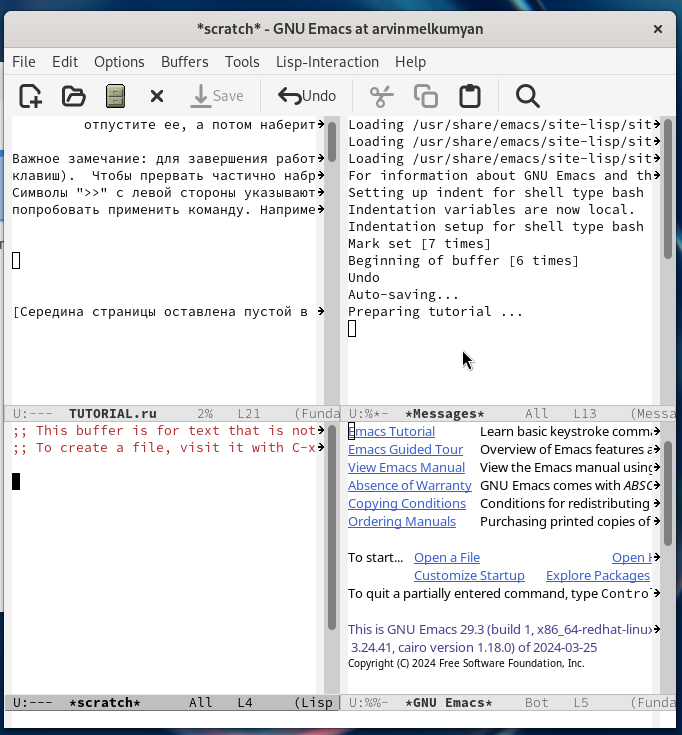 *scratch* - GNU Emacs at arvinmelkumyan
File Edit Options Buffers Tools Lisp-Interaction Help
Save Undo
отпустите ее, а потом наберит
Важное замечание: для завершения работ
клавиш). Чтобы прервать частично набр
Символы ">>" с левой стороны указывают
попробовать применить команду. Наприме
[Середина страницы оставлена пустой в
U:--- TUTORIAL.ru 2% L21 (Funda
Loading /usr/share/emacs/site-lisp/sit
Loading /usr/share/emacs/site-lisp/sit
Loading /usr/share/emacs/site-lisp/sit
For information about GNU Emacs and th
Setting up indent for shell type bash
Indentation variables are now local.
Indentation setup for shell type bash
Mark set [7 times]
Beginning of buffer [6 times]
Undo
Auto-saving...
Preparing tutorial ...
U:%*- *Messages* All L13 (Messa
;; This buffer is for text that is not
;; To create a file, visit it with C-x
U:--- *scratch* All L4 (Lisp
Emacs Tutorial Learn basic keystroke comma
Emacs Guided Tour Overview of Emacs features a
View Emacs Manual View the Emacs manual using
Absence of Warranty GNU Emacs comes with ABSO
Copying Conditions Conditions for redistributing
Ordering Manuals Purchasing printed copies of
To start... Open a File Open H
Customize Startup Explore Packages
To quit a partially entered command, type Control
This is GNU Emacs 29.3 (build 1, x86_64-redhat-linux
3.24.41, cairo version 1.18.0) of 2024-03-25
Copyright (C) 2024 Free Software Foundation, Inc.
U:%%- *GNU Emacs* Bot L5 (Funda